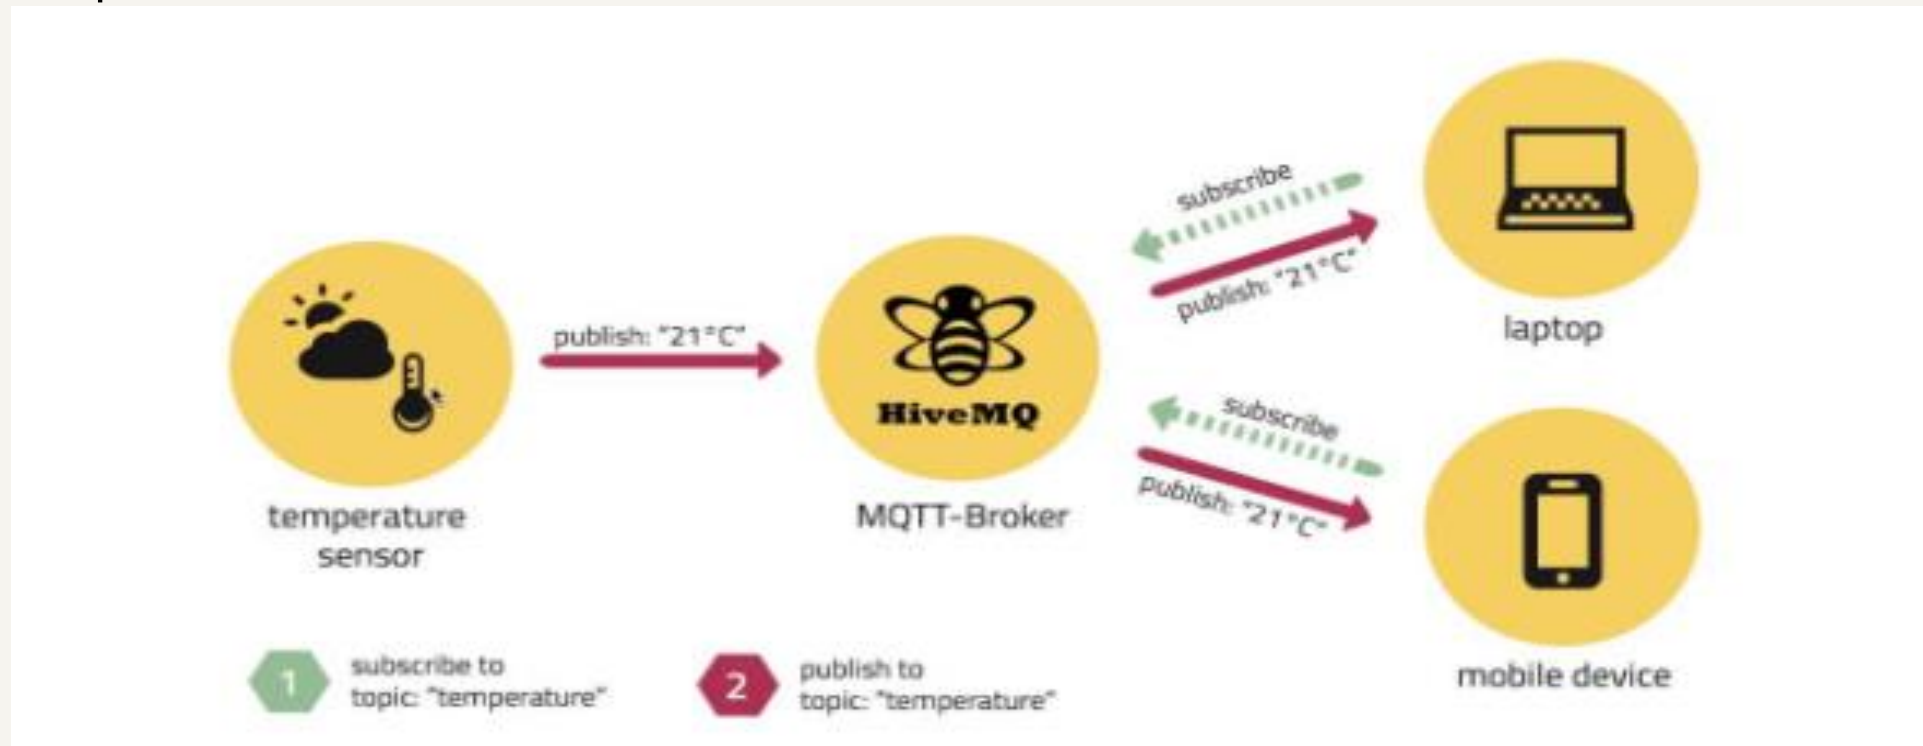 subscribe
publish: "21°C"
laptop
publish: "21°C"
HiveMQ
subscribe
publish: "21°C"
temperature
sensor
MQTT-Broker
mobile device
1
subscribe to
topic: "temperature"
2
publish to
topic: "temperature"